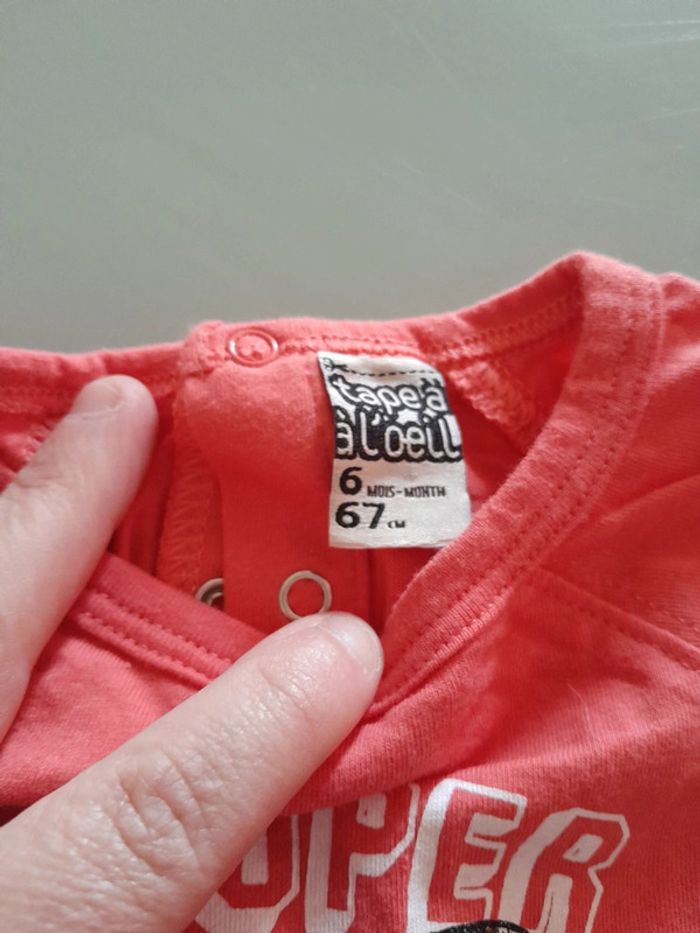 tape à
à l'oeil
6 MOIS-MONTH
67 CM
UPER